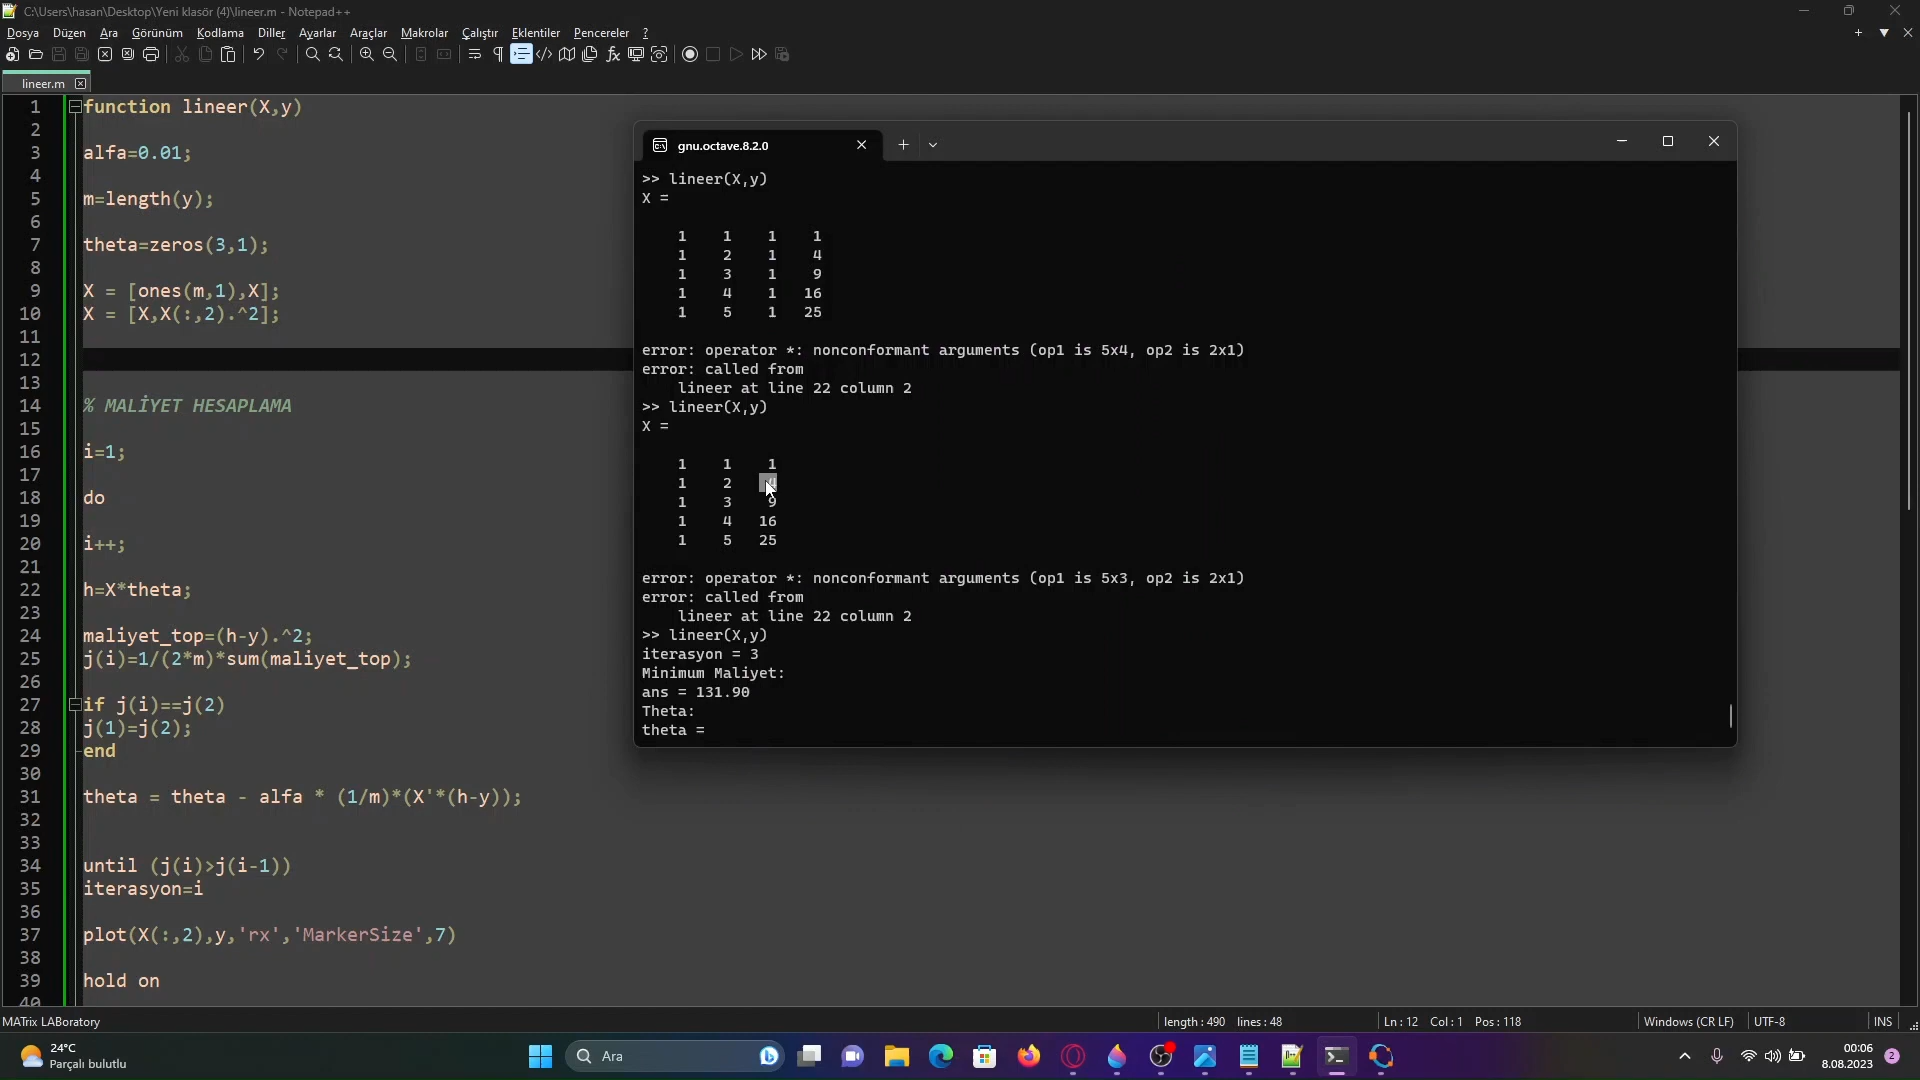 C:\Users\hasan\Desktop\Yeni klasör (4)\lineer.m - Notepad++
Dosya Düzen Ara Görünüm Kodlama Diller Ayarlar Araçlar Makrolar Çalıştır Eklentiler Pencereler ?
lineer.m
1 function lineer(X,y)
2
3 alfa=0.01;
4
5 m=length(y);
6
7 theta=zeros(3,1);
8
9 X = [ones(m,1),X];
10 X = [X,X(:,2).^2];
11
12
13
14 % MALİYET HESAPLAMA
15
16 i=1;
17
18 do
19
20 i++;
21
22 h=X*theta;
23
24 maliyet_top=(h-y).^2;
25 j(i)=1/(2*m)*sum(maliyet_top);
26
27 if j(i)==j(2)
28 j(1)=j(2);
29 end
30
31 theta = theta - alfa * (1/m)*(X'*(h-y));
32
33
34 until (j(i)>j(i-1))
35 iterasyon=i
36
37 plot(X(:,2),y,'rx','MarkerSize',7)
38
39 hold on
40
gnu.octave.8.2.0
>> lineer(X,y)
X =
1 1 1 1
1 2 1 4
1 3 1 9
1 4 1 16
1 5 1 25
error: operator *: nonconformant arguments (op1 is 5x4, op2 is 2x1)
error: called from
lineer at line 22 column 2
>> lineer(X,y)
X =
1 1 1
1 2 4
1 3 9
1 4 16
1 5 25
error: operator *: nonconformant arguments (op1 is 5x3, op2 is 2x1)
error: called from
lineer at line 22 column 2
>> lineer(X,y)
iterasyon = 3
Minimum Maliyet:
ans = 131.90
Theta:
theta =
MATrix LABoratory length : 490 lines : 48 Ln : 12 Col : 1 Pos : 118 Windows (CR LF) UTF-8 INS
24°C
Parçalı bulutlu
Ara
00:06
8.08.2023
2